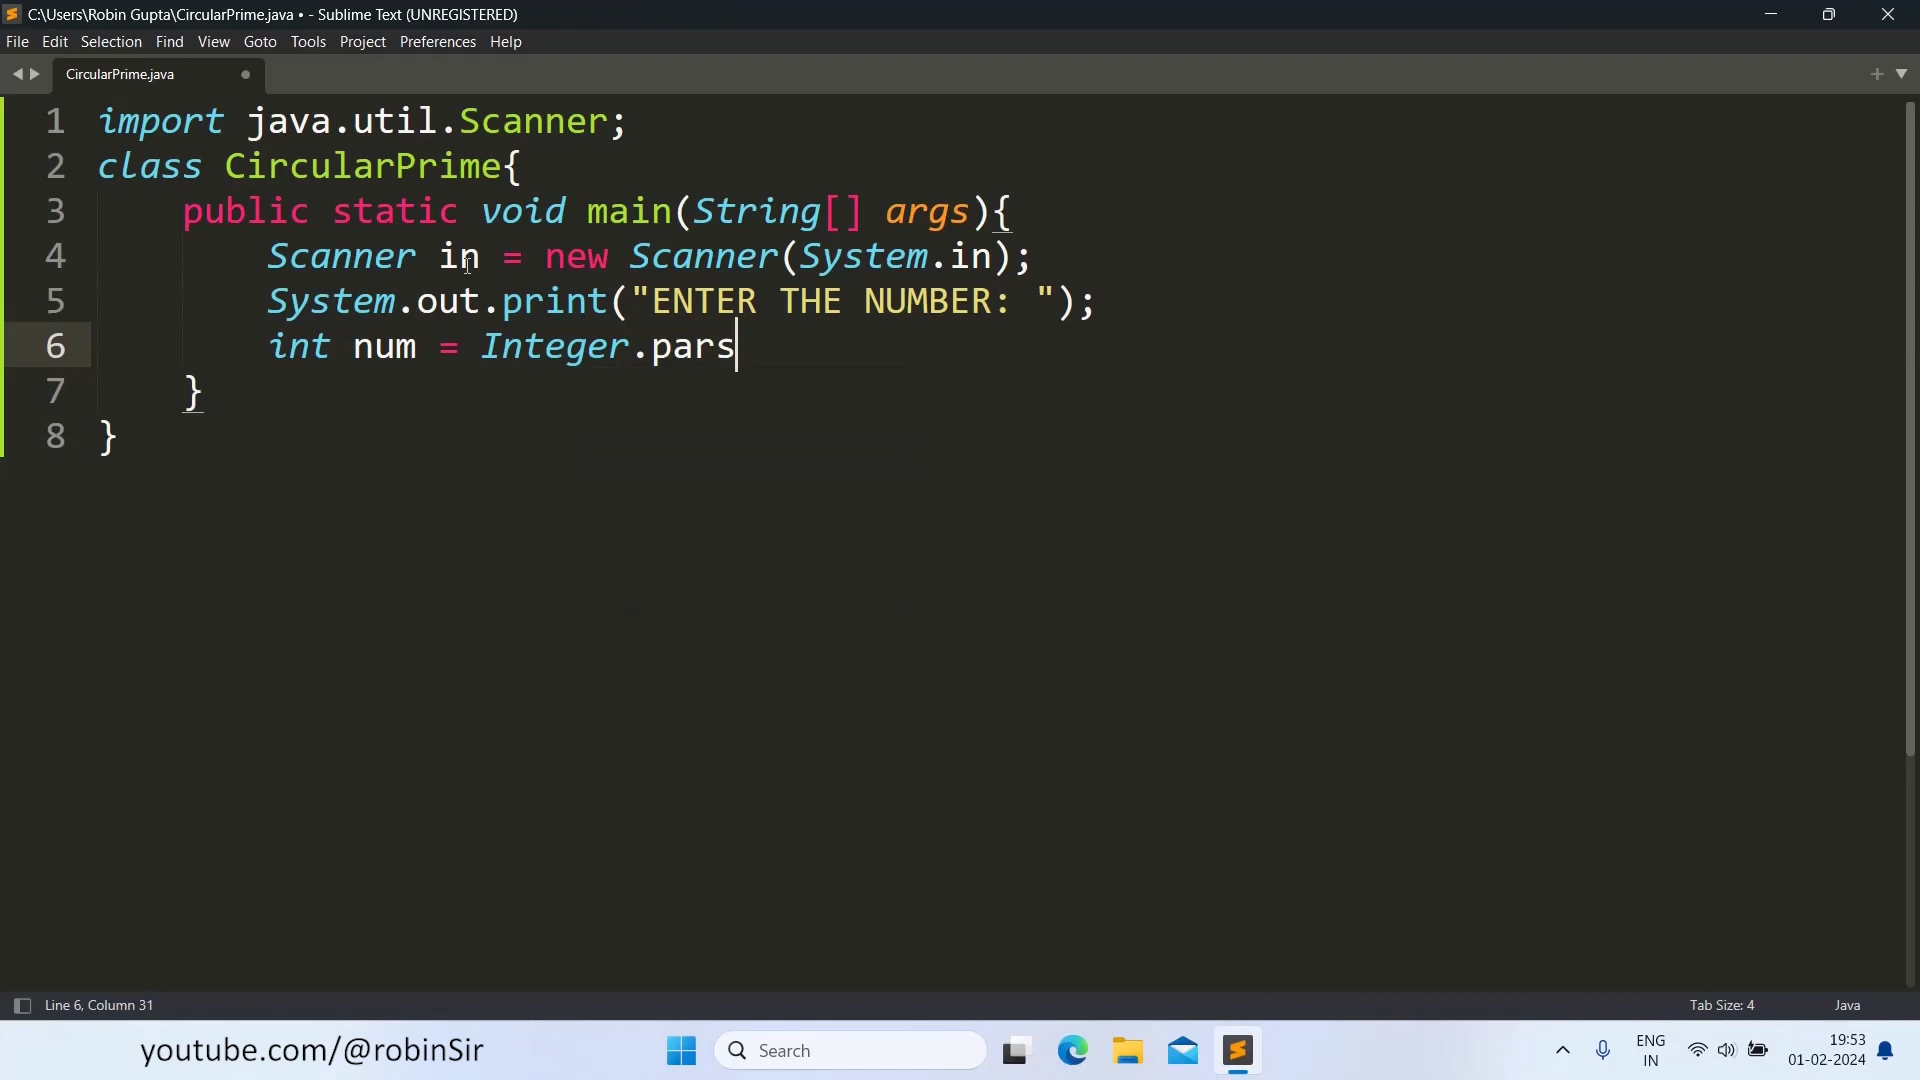 C:\Users\Robin Gupta\CircularPrime.java • - Sublime Text (UNREGISTERED)
File Edit Selection Find View Goto Tools Project Preferences Help
CircularPrime.java
1 import java.util.Scanner;
2 class CircularPrime{
3 public static void main(String[] args){
4 Scanner in = new Scanner(System.in);
5 System.out.print("ENTER THE NUMBER: ");
6 int num = Integer.pars
7 }
8 }
Line 6, Column 31 Tab Size: 4 Java
youtube.com/@robinSir Search ENG 19:53
IN 01-02-2024